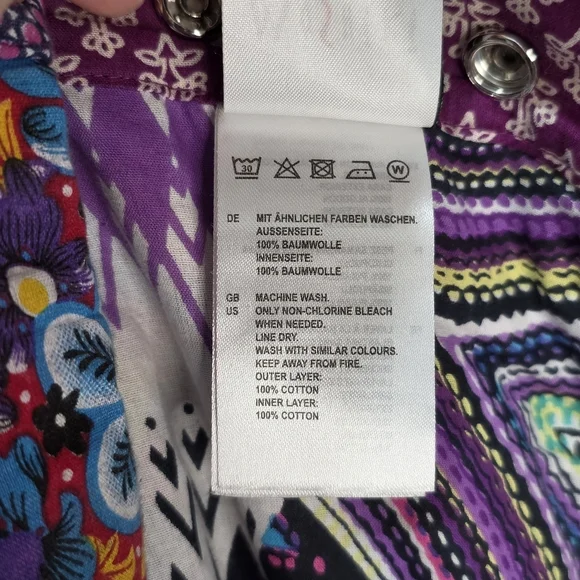 30 W
DE MIT ÄHNLICHEN FARBEN WASCHEN.
AUSSENSEITE:
100% BAUMWOLLE
INNENSEITE:
100% BAUMWOLLE
GB MACHINE WASH.
US ONLY NON-CHLORINE BLEACH
WHEN NEEDED.
LINE DRY.
WASH WITH SIMILAR COLOURS.
KEEP AWAY FROM FIRE.
OUTER LAYER:
100% COTTON
INNER LAYER:
100% COTTON